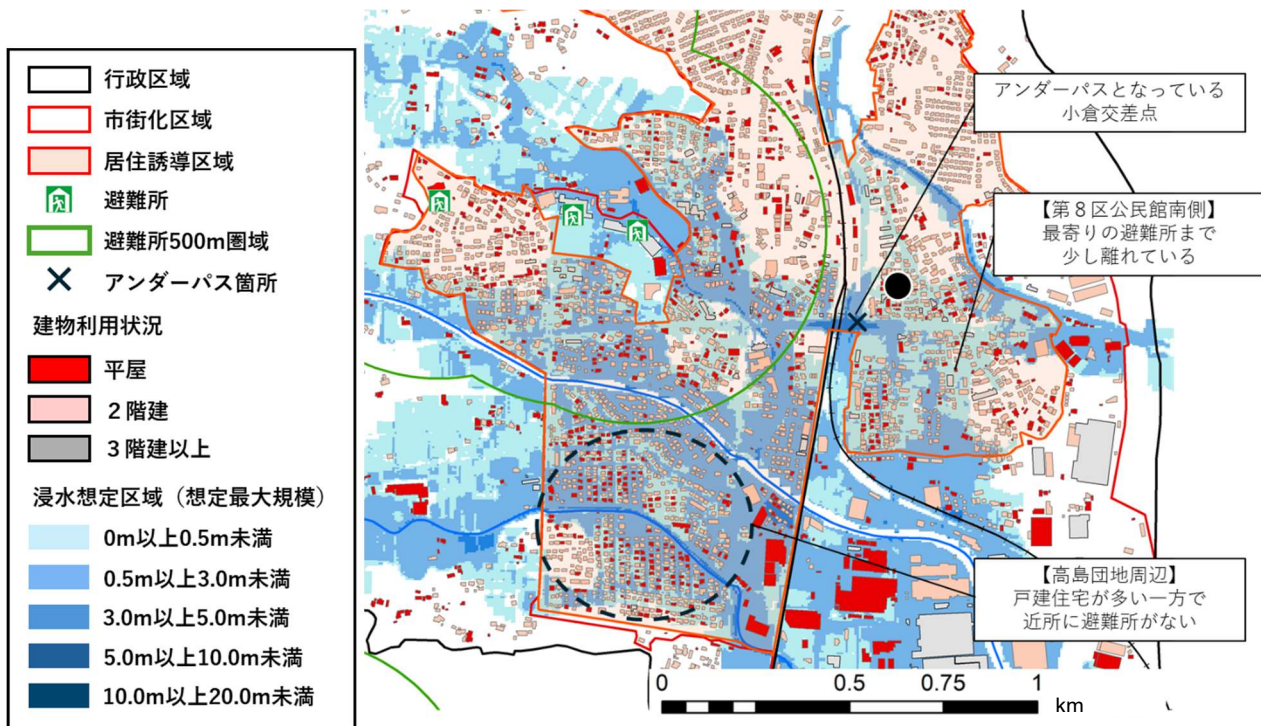 行政区域
市街化区域
居住誘導区域
避難所
避難所500m圏域
アンダーパス箇所
建物利用状況
平屋
２階建
３階建以上
浸水想定区域（想定最大規模）
0m以上0.5m未満
0.5m以上3.0m未満
3.0m以上5.0m未満
5.0m以上10.0m未満
10.0m以上20.0m未満
アンダーパスとなっている
小倉交差点
【第８区公民館南側】
最寄りの避難所まで
少し離れている
【高島団地周辺】
戸建住宅が多い一方で
近所に避難所がない
0 0.5 0.75 1
km